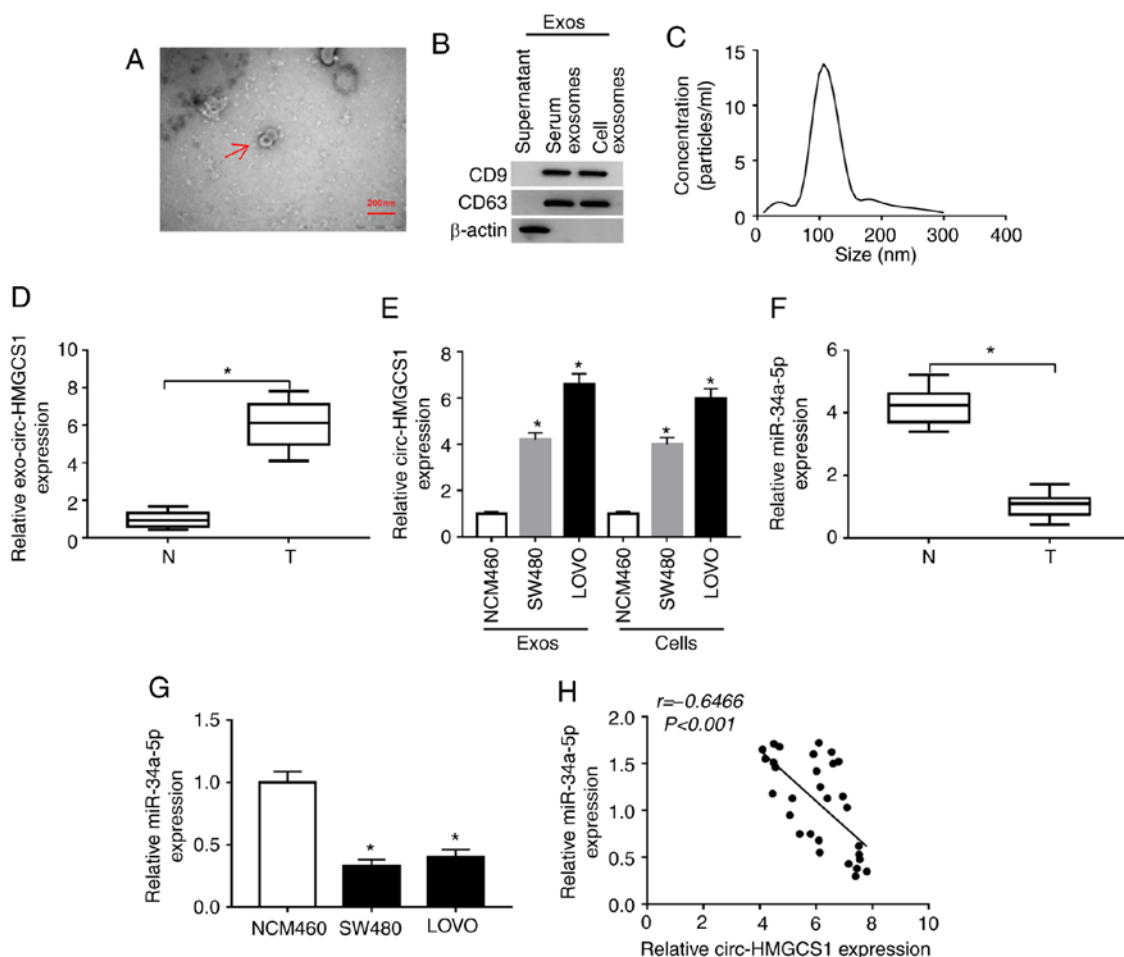 A
200nm
B
Exos
Supernatant
Serum
exosomes
Cell
exosomes
CD9
CD63
β-actin
C
Concentration
(particles/ml)
15
10
5
0
0
100
200
300
400
Size (nm)
D
Relative exo-circ-HMGCS1
expression
10
8
6
4
2
0
*
N
T
E
Relative circ-HMGCS1
expression
8
6
4
2
0
*
*
*
*
NCM460
SW480
LOVO
NCM460
SW480
LOVO
Exos
Cells
F
Relative miR-34a-5p
expression
6
4
2
0
*
N
T
G
Relative miR-34a-5p
expression
1.5
1.0
0.5
0.0
*
*
NCM460
SW480
LOVO
H
r=−0.6466
P<0.001
Relative miR-34a-5p
expression
2.0
1.5
1.0
0.5
0.0
0
2
4
6
8
10
Relative circ-HMGCS1 expression